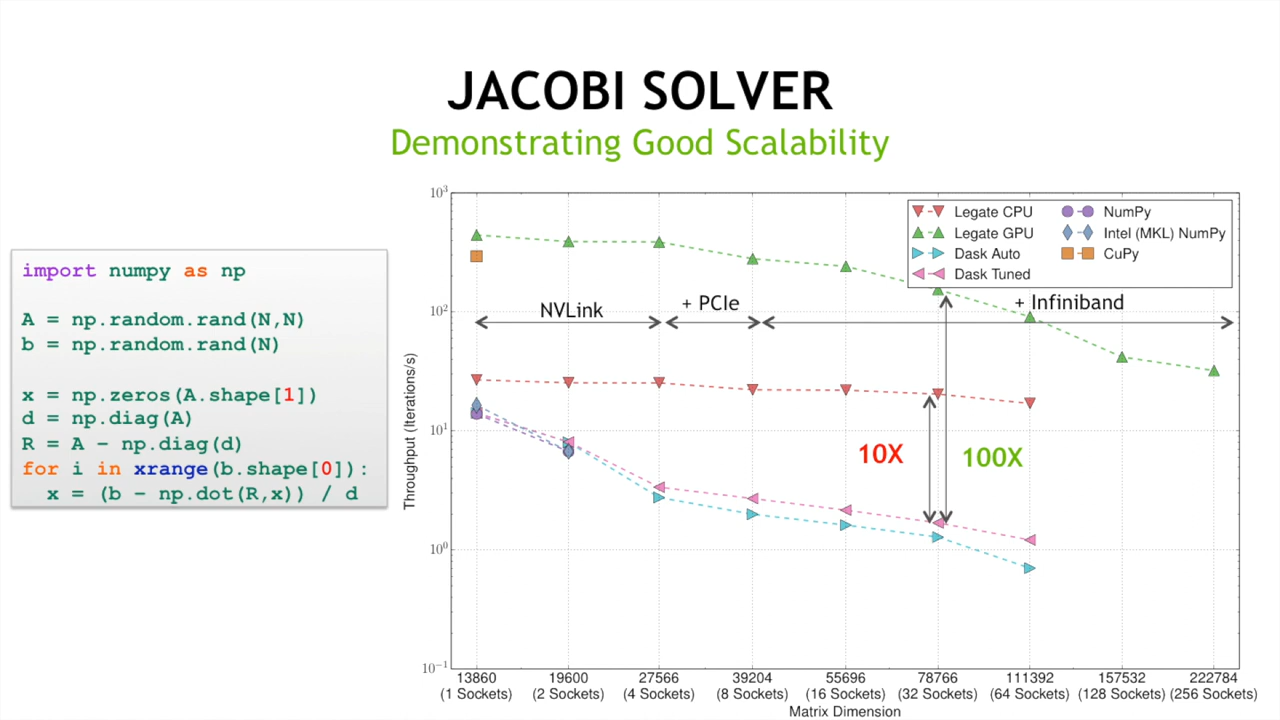 JACOBI SOLVER
Demonstrating Good Scalability
import numpy as np
A = np.random.rand(N,N)
b = np.random.rand(N)
x = np.zeros(A.shape[1])
d = np.diag(A)
R = A - np.diag(d)
for i in xrange(b.shape[0]):
x = (b - np.dot(R,x)) / d
Throughput (Iterations/s)
10³
10²
10¹
10⁰
10⁻¹
Legate CPU
Legate GPU
Dask Auto
Dask Tuned
NumPy
Intel (MKL) NumPy
CuPy
NVLink
+ PCIe
+ Infiniband
10X
100X
13860 19600 27566 39204 55696 78766 111392 157532 222784
(1 Sockets) (2 Sockets) (4 Sockets) (8 Sockets) (16 Sockets) (32 Sockets) (64 Sockets) (128 Sockets) (256 Sockets)
Matrix Dimension